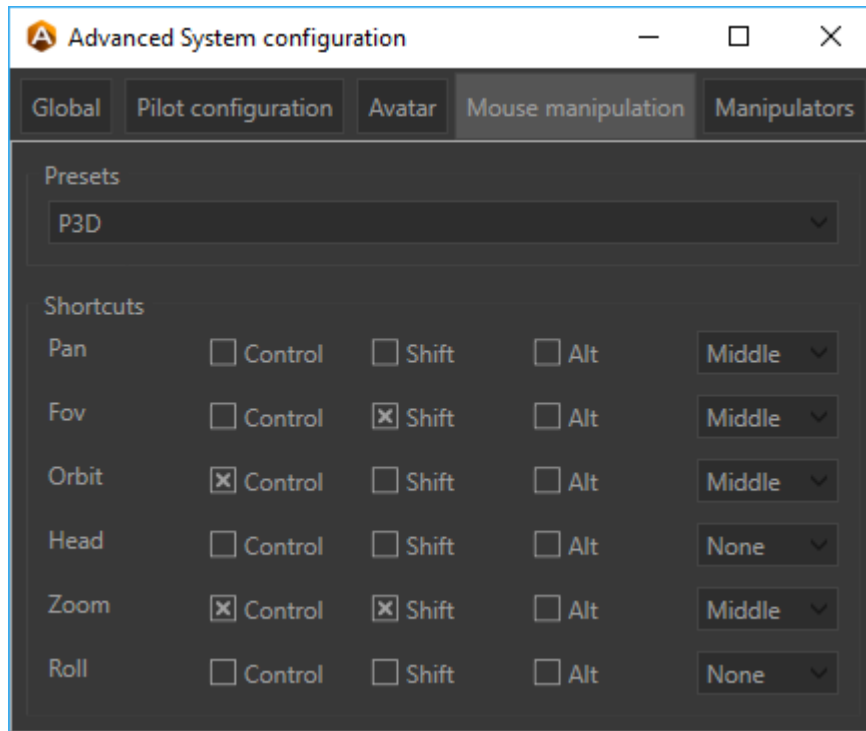 Advanced System configuration
Global Pilot configuration Avatar Mouse manipulation Manipulators
Presets
P3D
Shortcuts
Pan Control Shift Alt Middle
Fov Control Shift Alt Middle
Orbit Control Shift Alt Middle
Head Control Shift Alt None
Zoom Control Shift Alt Middle
Roll Control Shift Alt None